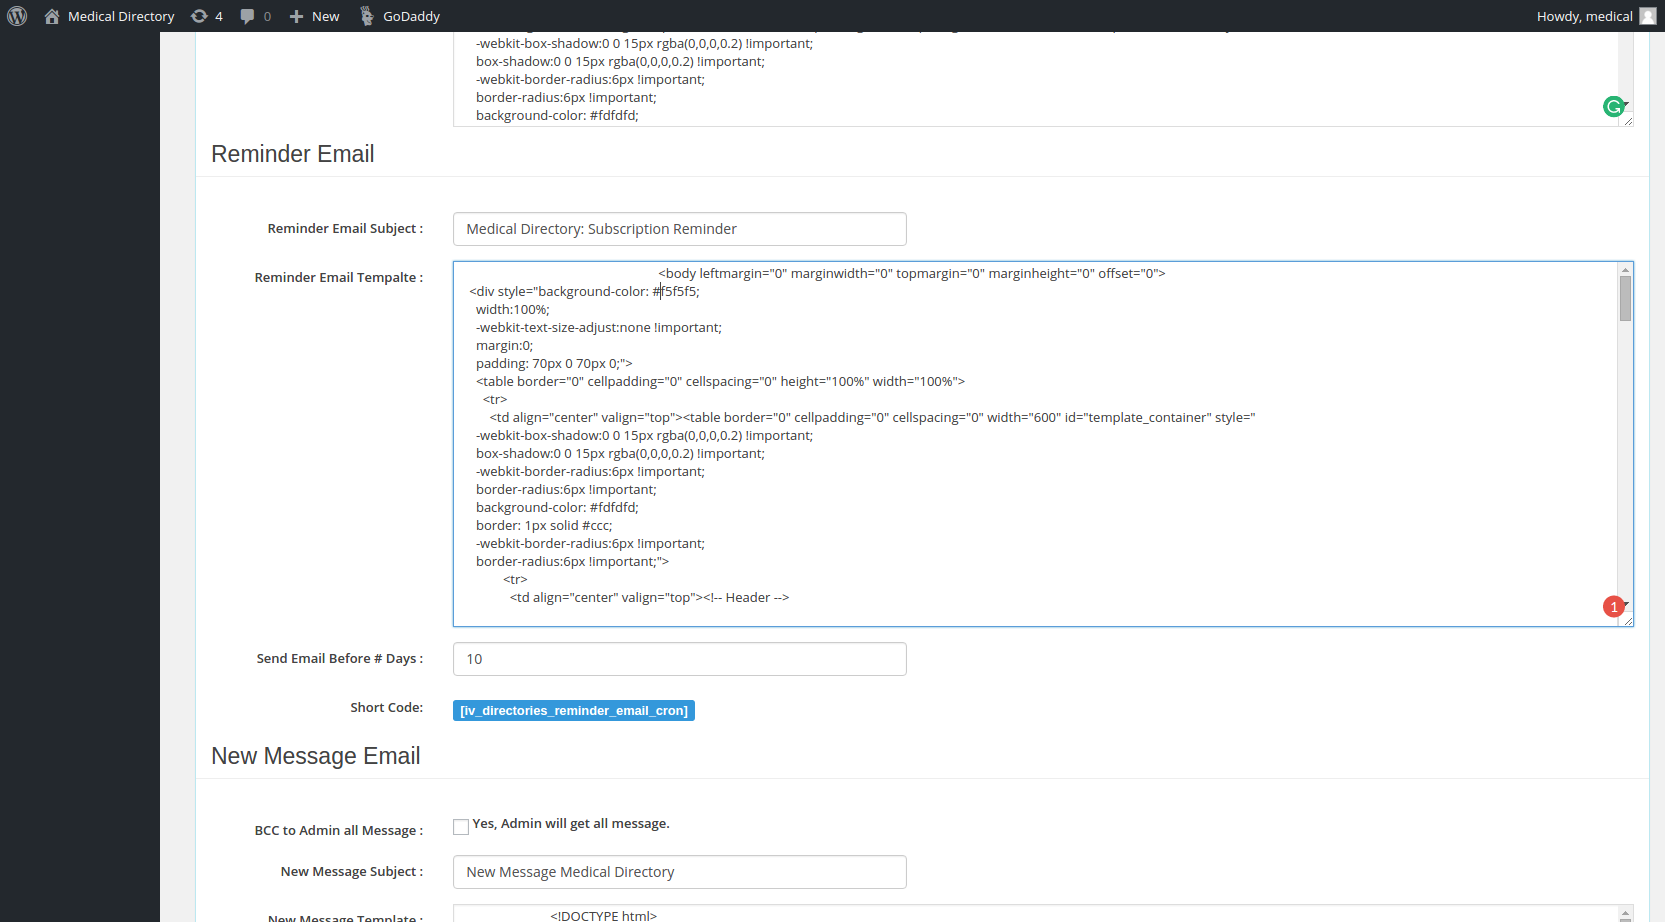 Medical Directory 4 0 New GoDaddy Howdy, medical
-webkit-box-shadow:0 0 15px rgba(0,0,0,0.2) !important;
box-shadow:0 0 15px rgba(0,0,0,0.2) !important;
-webkit-border-radius:6px !important;
border-radius:6px !important;
background-color: #fdfdfd;
Reminder Email
Reminder Email Subject : Medical Directory: Subscription Reminder
Reminder Email Tempalte : <body leftmargin="0" marginwidth="0" topmargin="0" marginheight="0" offset="0">
<div style="background-color: #f5f5f5;
width:100%;
-webkit-text-size-adjust:none !important;
margin:0;
padding: 70px 0 70px 0;">
<table border="0" cellpadding="0" cellspacing="0" height="100%" width="100%">
<tr>
<td align="center" valign="top"><table border="0" cellpadding="0" cellspacing="0" width="600" id="template_container" style="
-webkit-box-shadow:0 0 15px rgba(0,0,0,0.2) !important;
box-shadow:0 0 15px rgba(0,0,0,0.2) !important;
-webkit-border-radius:6px !important;
border-radius:6px !important;
background-color: #fdfdfd;
border: 1px solid #ccc;
-webkit-border-radius:6px !important;
border-radius:6px !important;">
<tr>
<td align="center" valign="top"><!-- Header -->
1
Send Email Before # Days : 10
Short Code: [iv_directories_reminder_email_cron]
New Message Email
BCC to Admin all Message : Yes, Admin will get all message.
New Message Subject : New Message Medical Directory
New Message Template : <!DOCTYPE html>